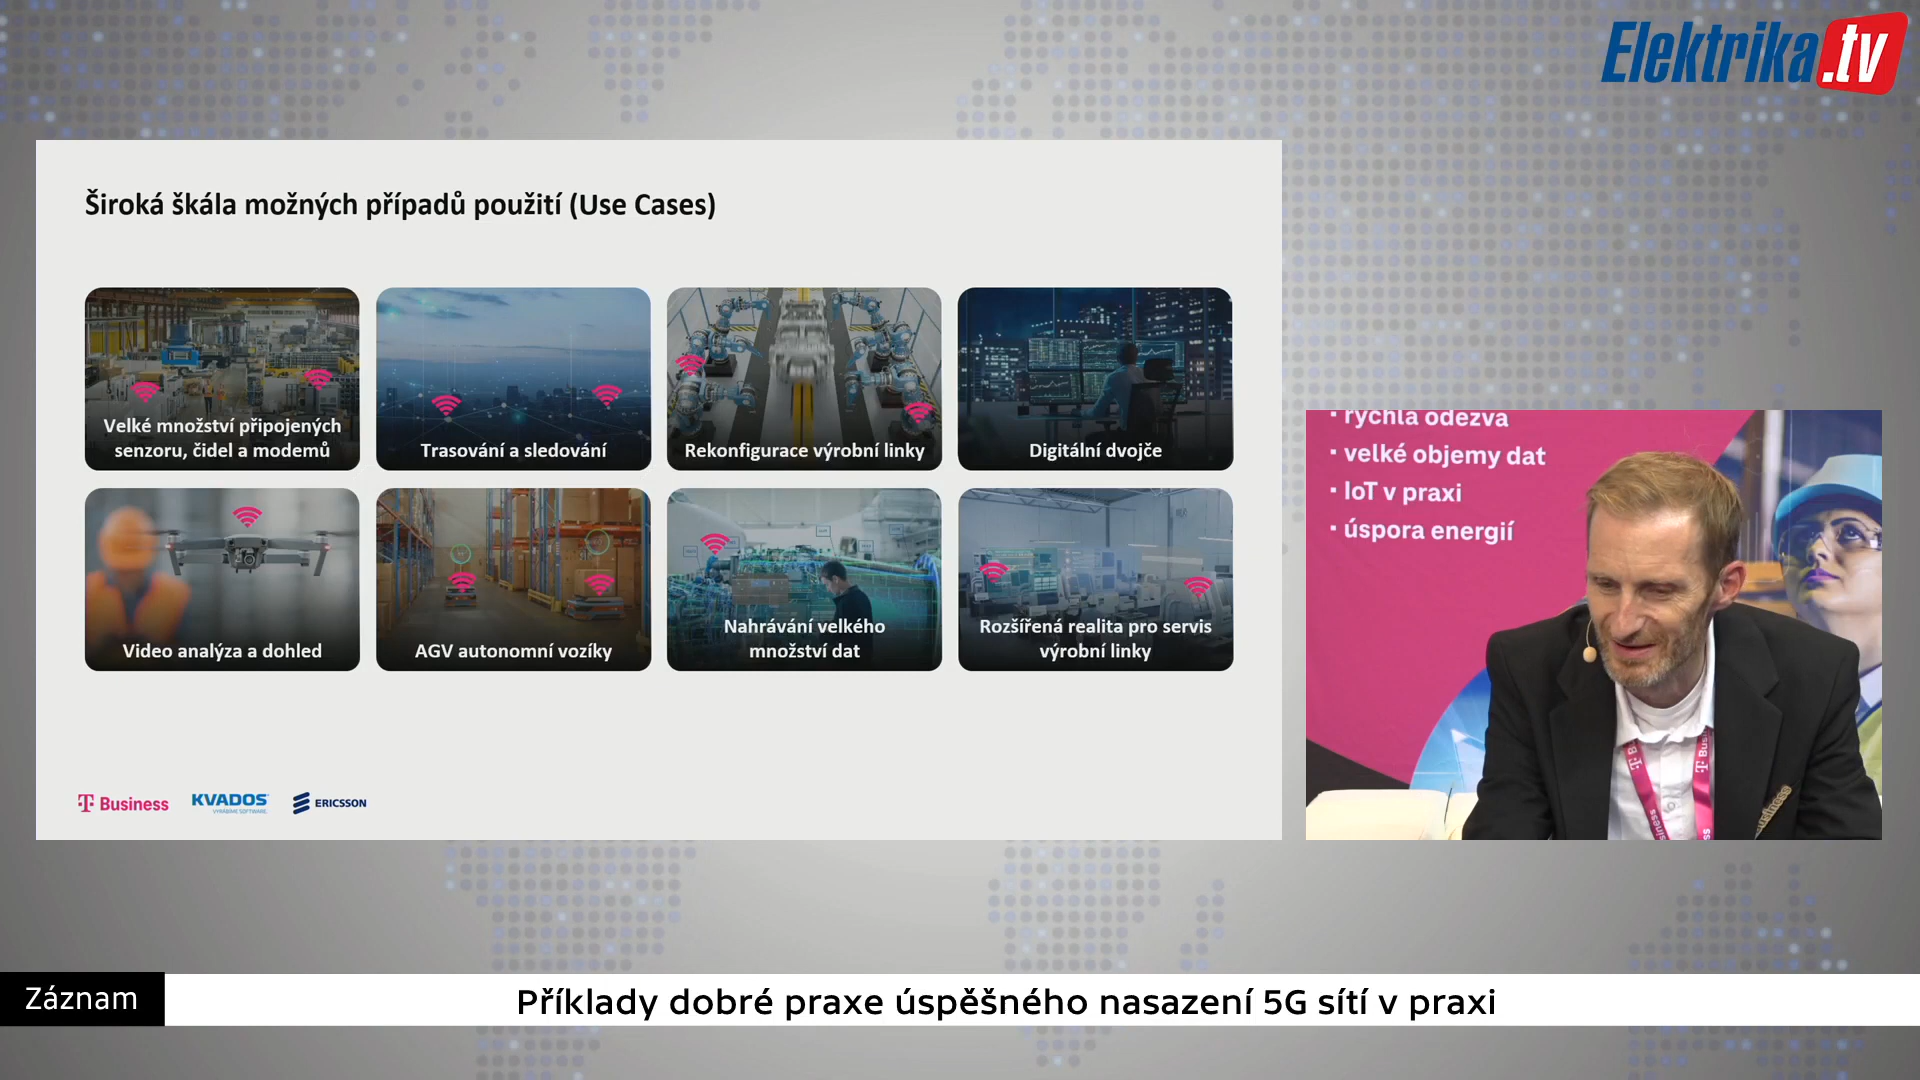 Elektrika.tv
Široká škála možných případů použití (Use Cases)
Velké množství připojených
senzoru, čidel a modemů
Trasování a sledování
Rekonfigurace výrobní linky
Digitální dvojče
Video analýza a dohled
AGV autonomní vozíky
Nahrávání velkého
množství dat
Rozšířená realita pro servis
výrobní linky
T Business
KVADOS
VYRÁBÍME SOFTWARE.
ERICSSON
▪ rychlá odezva
▪ velké objemy dat
▪ IoT v praxi
▪ úspora energií
Záznam
Příklady dobré praxe úspěšného nasazení 5G sítí v praxi